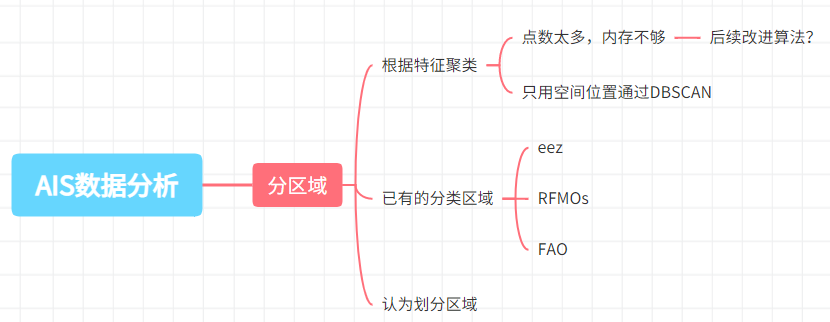 AIS数据分析
分区域
根据特征聚类
点数太多，内存不够
后续改进算法？
只用空间位置通过DBSCAN
已有的分类区域
eez
RFMOs
FAO
认为划分区域